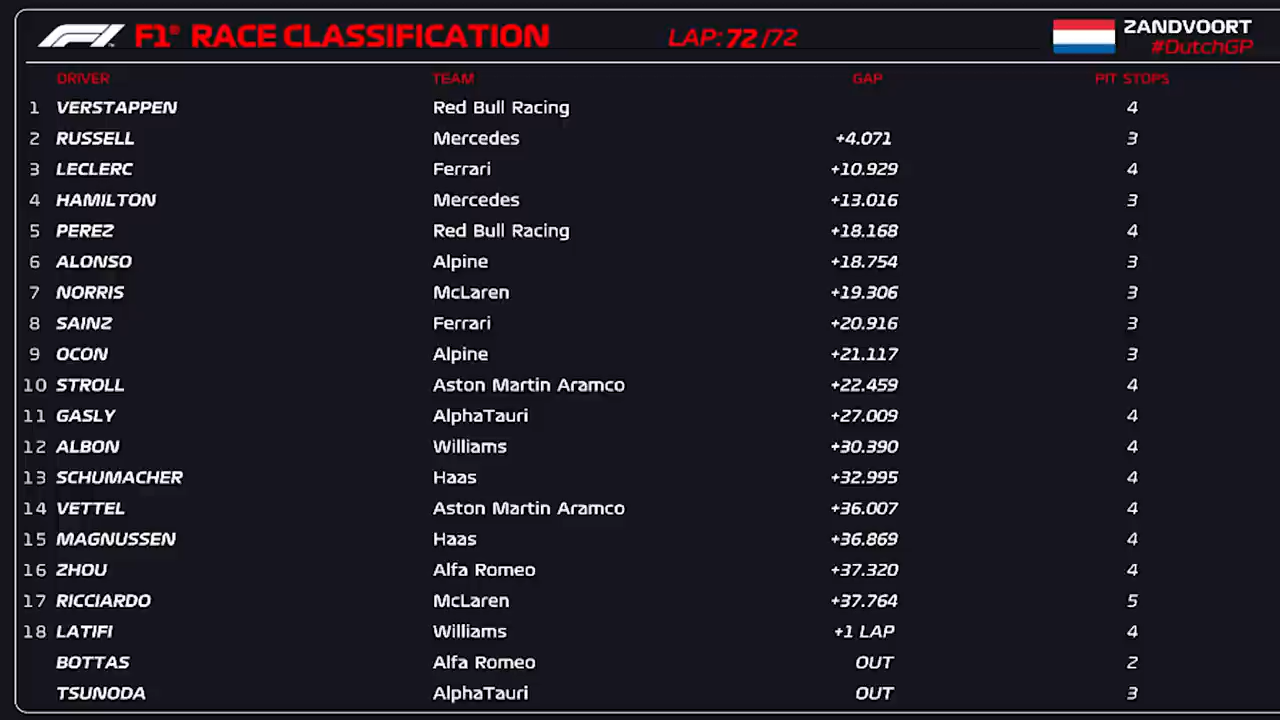 F1 F1® RACE CLASSIFICATION LAP: 72/72 ZANDVOORT
#DutchGP
DRIVER TEAM GAP PIT STOPS
1 VERSTAPPEN Red Bull Racing 4
2 RUSSELL Mercedes +4.071 3
3 LECLERC Ferrari +10.929 4
4 HAMILTON Mercedes +13.016 3
5 PEREZ Red Bull Racing +18.168 4
6 ALONSO Alpine +18.754 3
7 NORRIS McLaren +19.306 3
8 SAINZ Ferrari +20.916 3
9 OCON Alpine +21.117 3
10 STROLL Aston Martin Aramco +22.459 4
11 GASLY AlphaTauri +27.009 4
12 ALBON Williams +30.390 4
13 SCHUMACHER Haas +32.995 4
14 VETTEL Aston Martin Aramco +36.007 4
15 MAGNUSSEN Haas +36.869 4
16 ZHOU Alfa Romeo +37.320 4
17 RICCIARDO McLaren +37.764 5
18 LATIFI Williams +1 LAP 4
BOTTAS Alfa Romeo OUT 2
TSUNODA AlphaTauri OUT 3